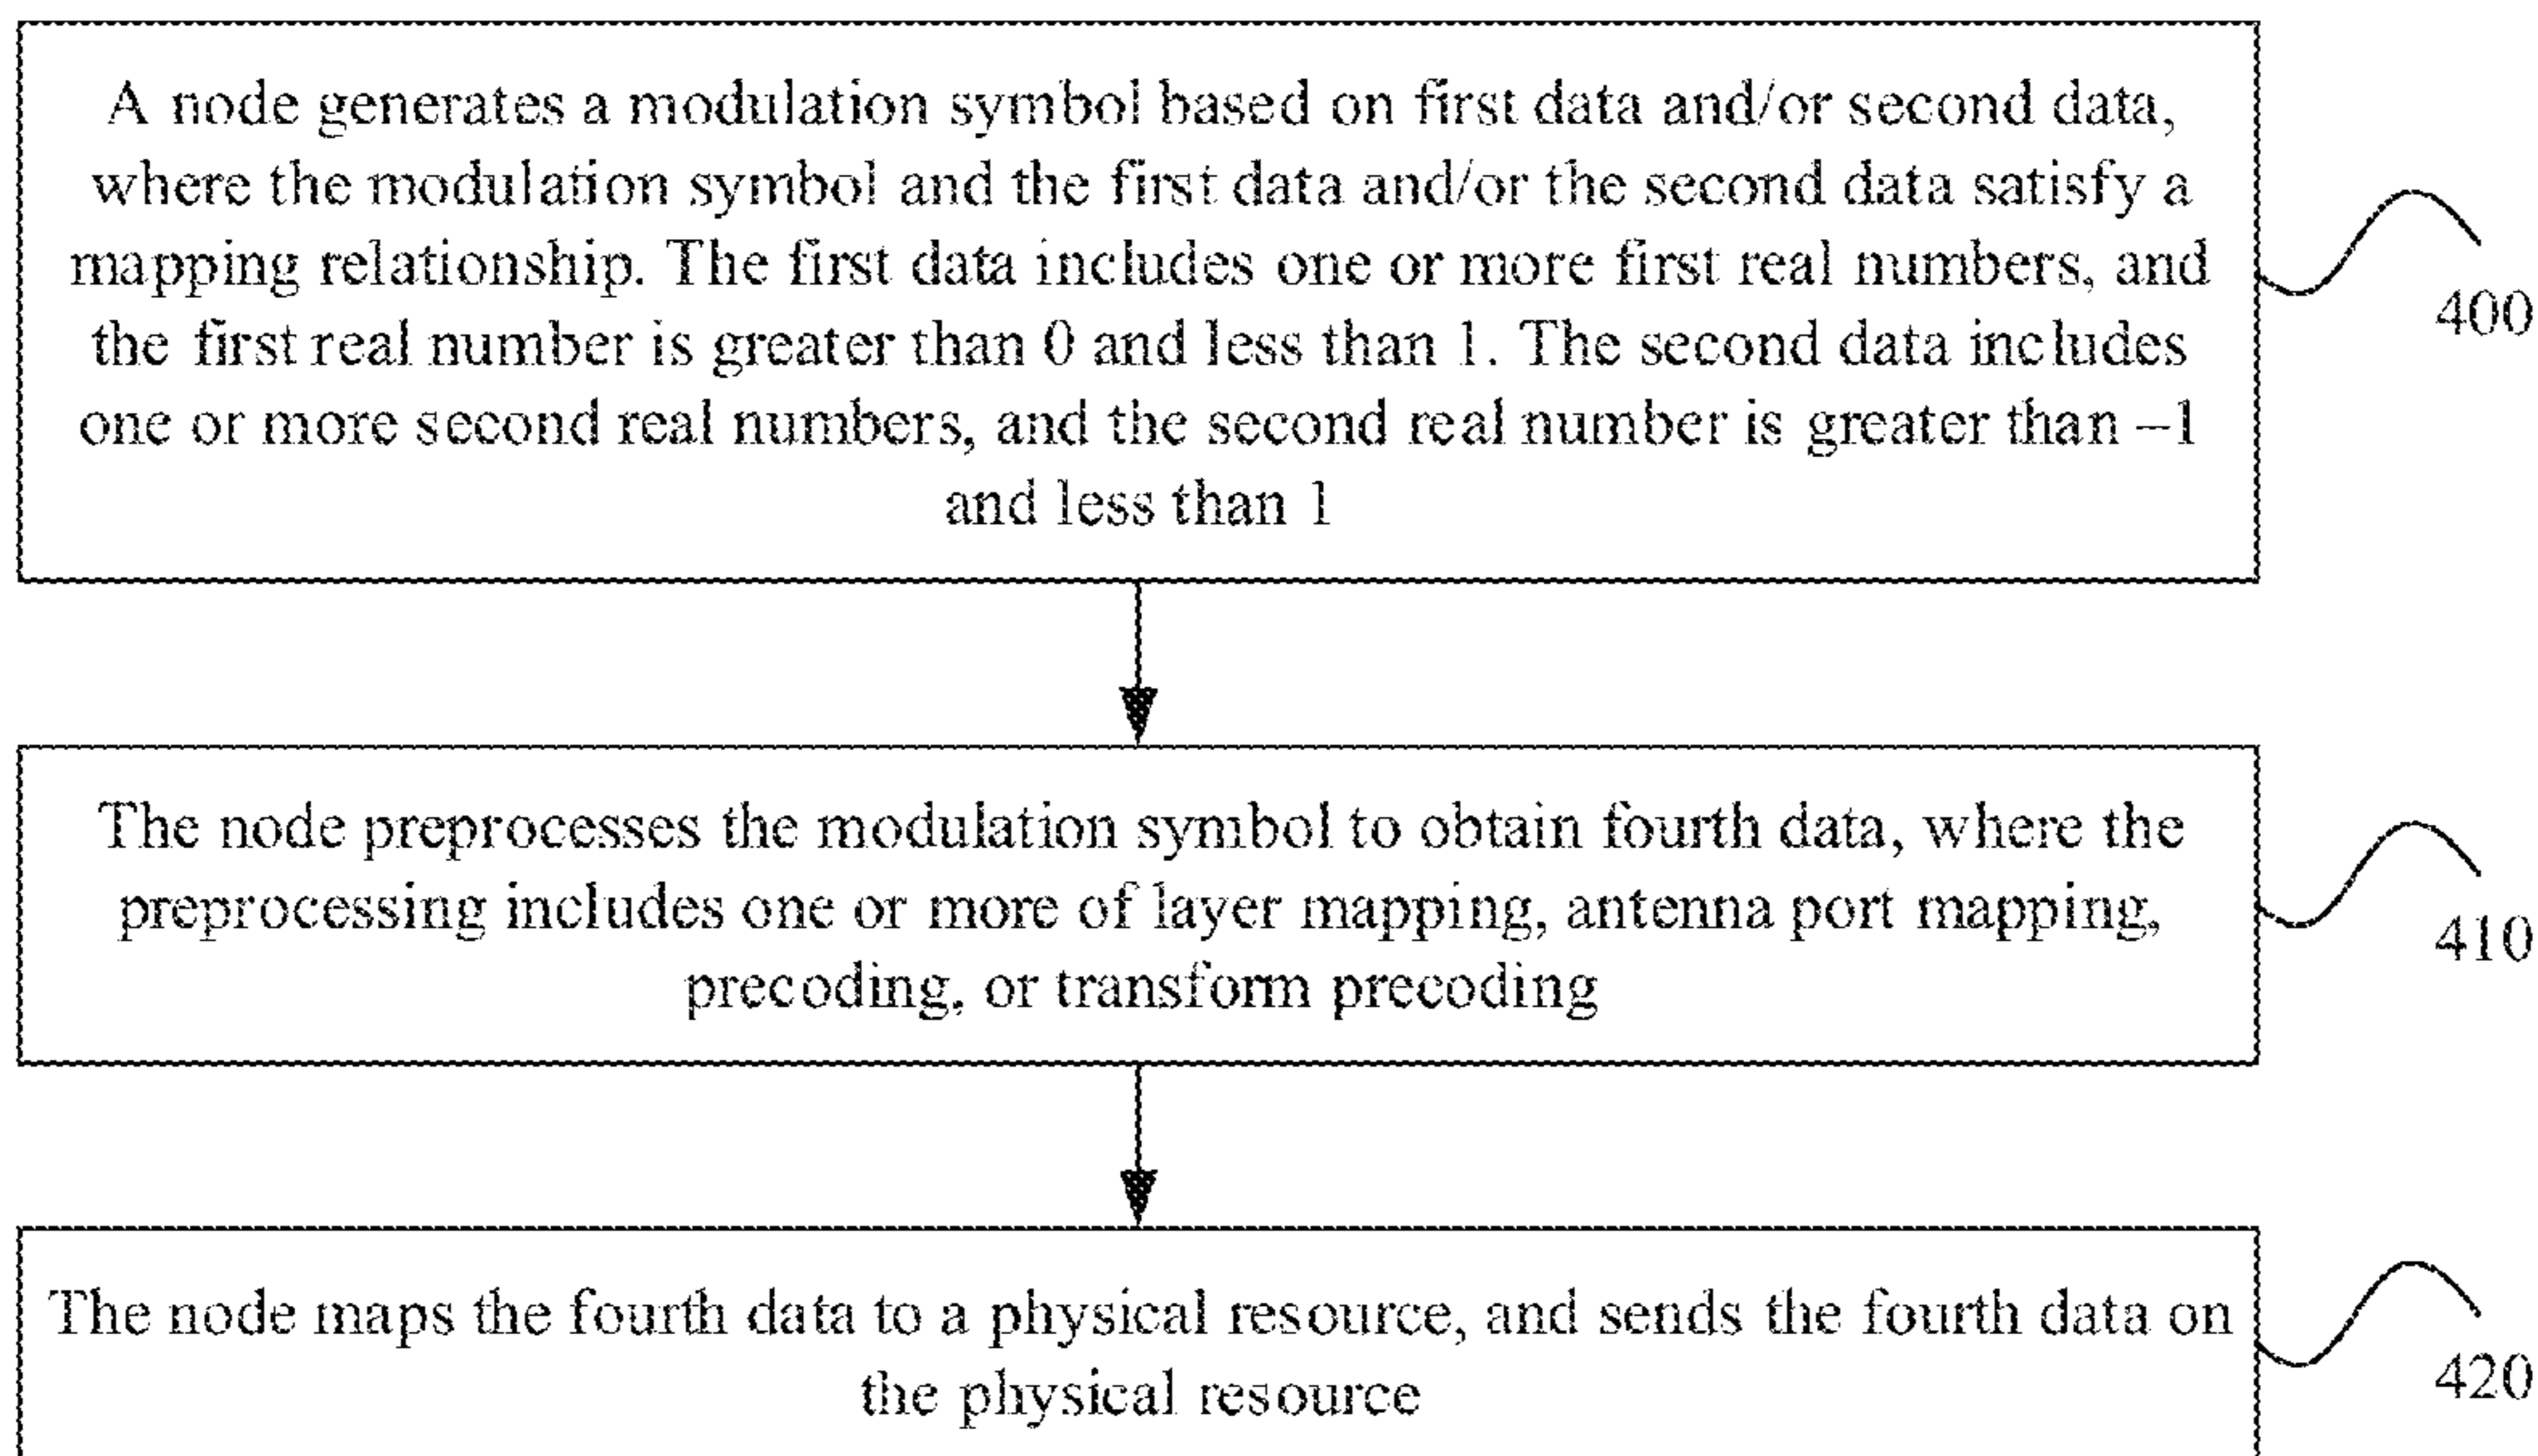 A node generates a modulation symbol based on first data and/or second data,
where the modulation symbol and the first data and/or the second data satisfy a
mapping relationship. The first data includes one or more first real numbers, and
the first real number is greater than 0 and less than 1. The second data includes
one or more second real numbers, and the second real number is greater than –1
and less than 1
400
The node preprocesses the modulation symbol to obtain fourth data, where the
preprocessing includes one or more of layer mapping, antenna port mapping,
precoding, or transform precoding
410
The node maps the fourth data to a physical resource, and sends the fourth data on
the physical resource
420